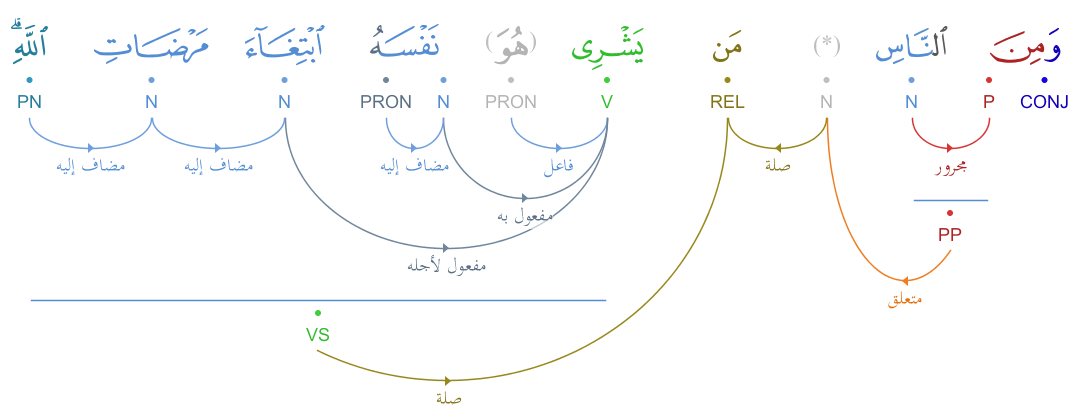 وَمِنَ ٱلنَّاسِ (*) مَن يَشْرِى (هُوَ) نَفْسَهُ ٱبْتِغَآءَ مَرْضَاتِ ٱللَّهِ ۗ
CONJ P N N REL V PRON N PRON N N PN
مجرور صلة فاعل مضاف إليه مضاف إليه مضاف إليه
مفعول به
PP
مفعول لأجله
متعلق
VS
صلة